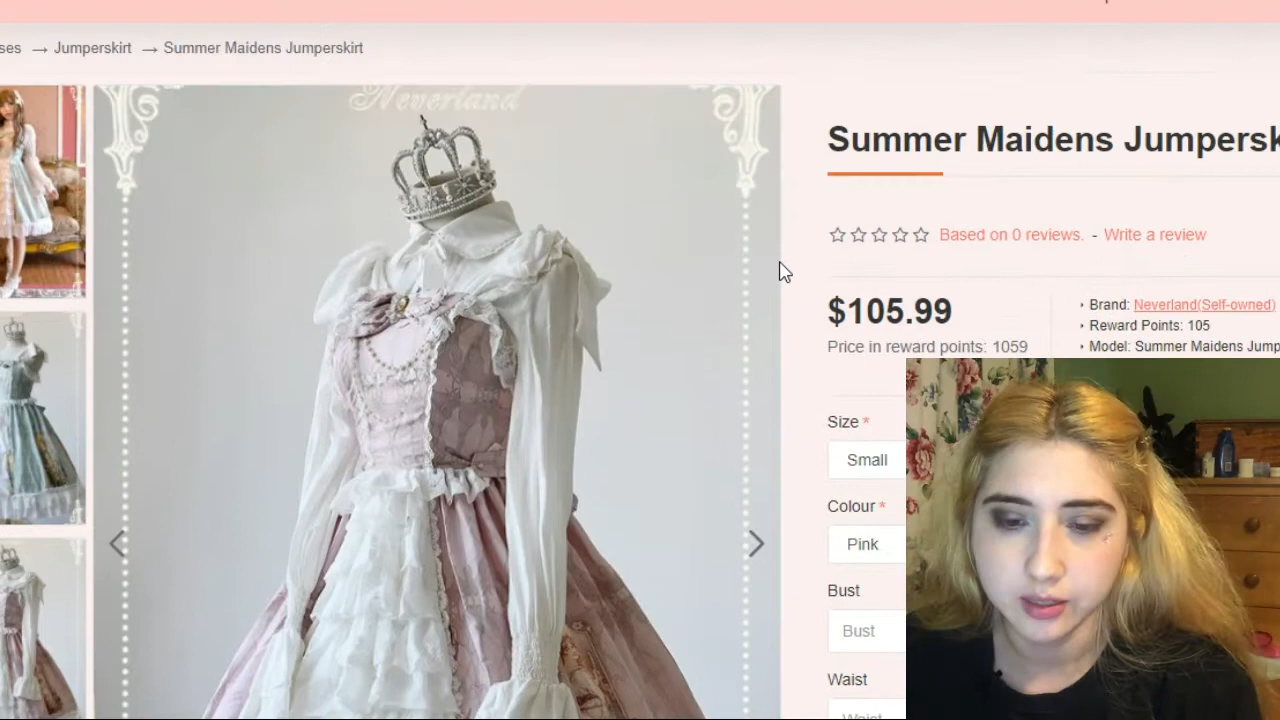 ses → Jumperskirt → Summer Maidens Jumperskirt
Neverland
Summer Maidens Jumpersk
Based on 0 reviews. - Write a review
$105.99
Price in reward points: 1059
Brand: Neverland(Self-owned)
Reward Points: 105
Model: Summer Maidens Jump
Size *
Small
Colour *
Pink
Bust
Bust
Waist
Waist